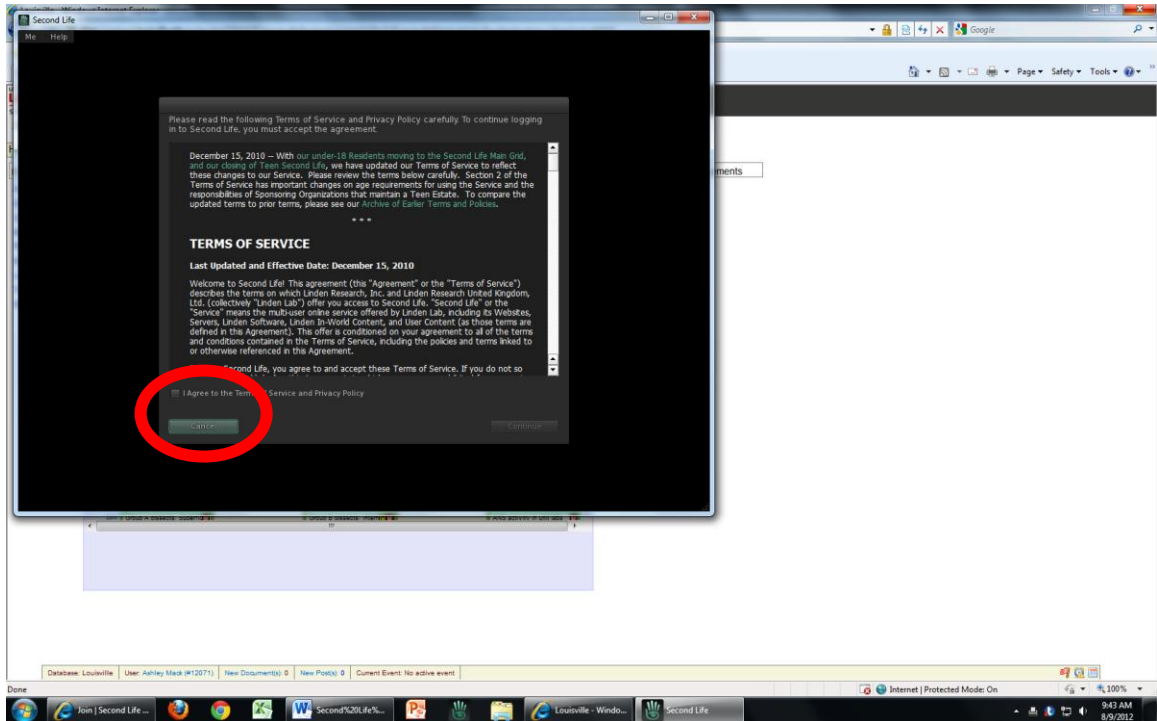 Second Life
Me Help
Google
Page Safety Tools
Please read the following Terms of Service and Privacy Policy carefully. To continue logging
in to Second Life, you must accept the agreement.
December 15, 2010 -- With our under-18 Residents moving to the Second Life Main Grid,
and our closing of Teen Second Life, we have updated our Terms of Service to reflect
these changes to our Service. Please review the terms below carefully. Section 2 of the
Terms of Service has important changes on age requirements for using the Service and the
responsibilities of Sponsoring Organizations that maintain a Teen Estate. To compare the
updated terms to prior terms, please see our Archive of Earlier Terms and Policies.
* * *
TERMS OF SERVICE
Last Updated and Effective Date: December 15, 2010
Welcome to Second Life! This agreement (this "Agreement" or the "Terms of Service")
describes the terms on which Linden Research, Inc. and Linden Research United Kingdom,
Ltd. (collectively "Linden Lab") offer you access to Second Life. "Second Life" or the
"Service" means the multi-user online service offered by Linden Lab, including its Websites,
Servers, Linden Software, Linden In-World Content, and User Content (as those terms are
defined in this Agreement). This offer is conditioned on your agreement to all of the terms
and conditions contained in the Terms of Service, including the policies and terms linked to
or otherwise referenced in this Agreement.
Second Life, you agree to and accept these Terms of Service. If you do not so
I Agree to the Terms of Service and Privacy Policy
Cancel Continue
ments
Database: Louisville User: Ashley Mack (#12071) New Document(s): 0 New Post(s): 0 Current Event: No active event
Done Internet | Protected Mode: On 100%
Join | Second Life ... Second%20Life%... Louisville - Windo... Second Life 9:43 AM
8/9/2012